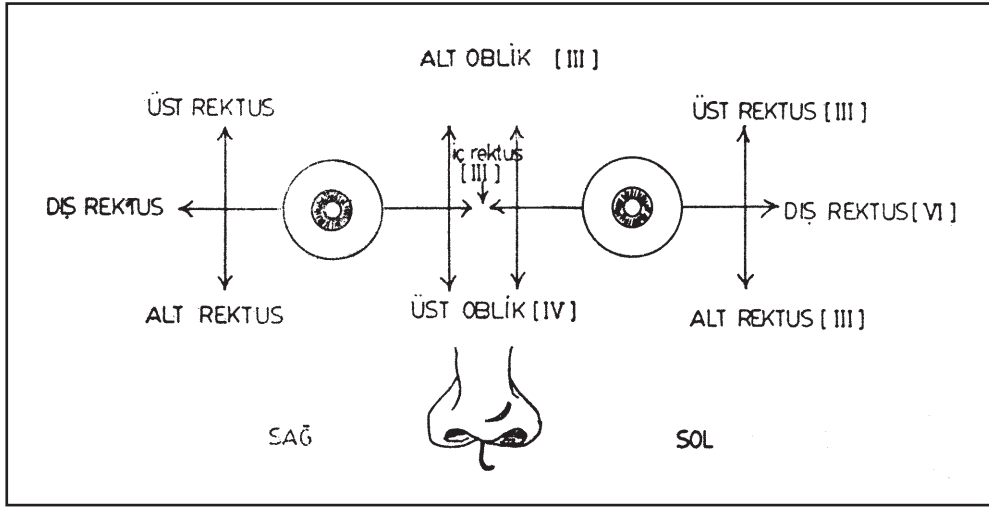 ALT OBLİK [III]
ÜST REKTUS
ÜST REKTUS [III]
iç rektus
[III]
DIŞ REKTUS
DIŞ REKTUS [VI]
ALT REKTUS
ÜST OBLİK [IV]
ALT REKTUS [III]
SAĞ
SOL